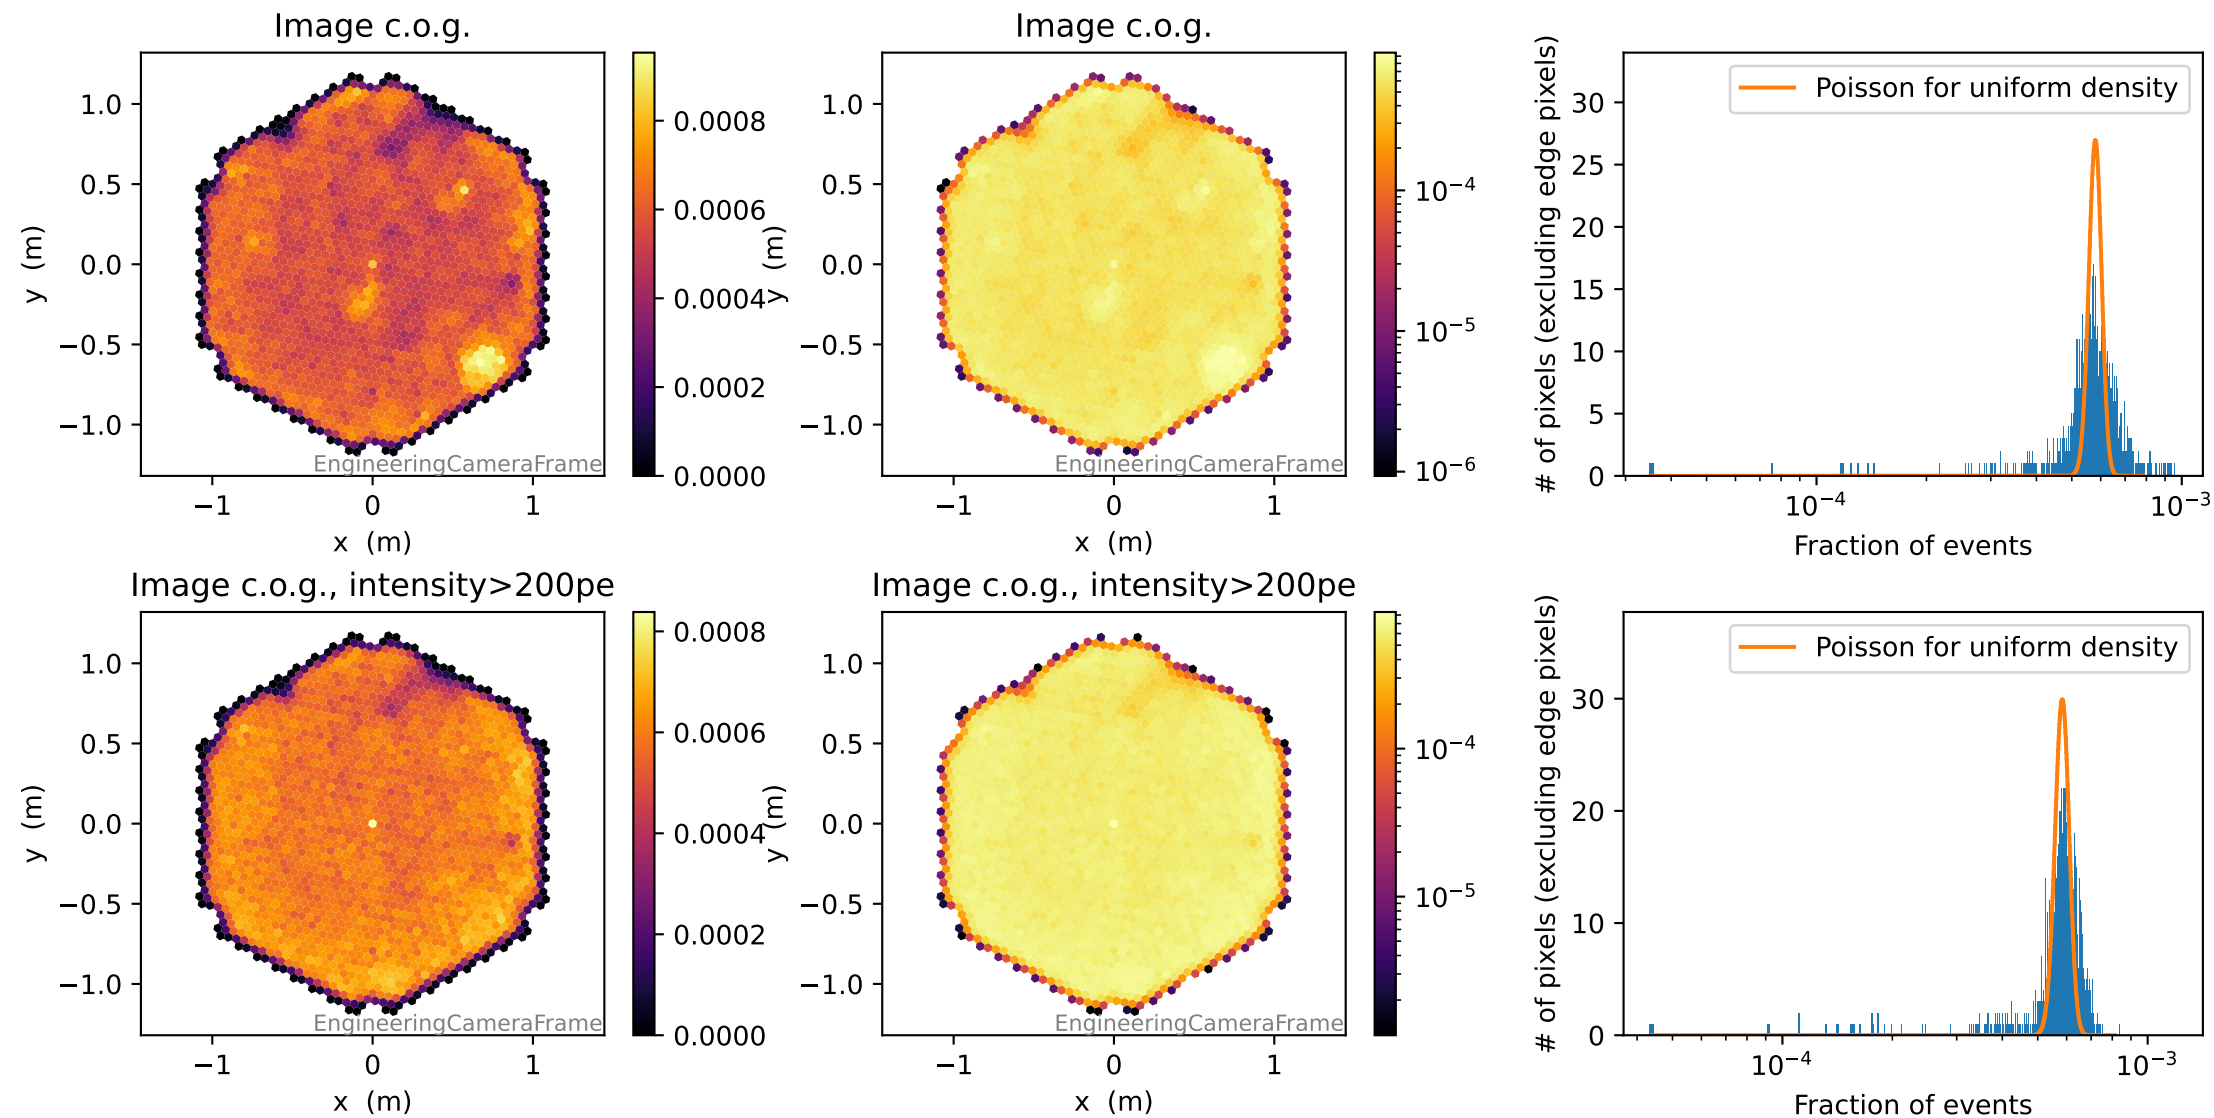 Image c.o.g.
y (m)
1.0
0.5
0.0
−0.5
−1.0
−1
0
1
x (m)
EngineeringCameraFrame
0.0008
0.0006
0.0004
0.0002
0.0000
Image c.o.g.
y (m)
1.0
0.5
0.0
−0.5
−1.0
−1
0
1
x (m)
EngineeringCameraFrame
10⁻⁴
10⁻⁵
10⁻⁶
# of pixels (excluding edge pixels)
30
25
20
15
10
5
0
Poisson for uniform density
10⁻⁴
10⁻³
Fraction of events
Image c.o.g., intensity>200pe
y (m)
1.0
0.5
0.0
−0.5
−1.0
−1
0
1
x (m)
EngineeringCameraFrame
0.0008
0.0006
0.0004
0.0002
0.0000
Image c.o.g., intensity>200pe
y (m)
1.0
0.5
0.0
−0.5
−1.0
−1
0
1
x (m)
EngineeringCameraFrame
10⁻⁴
10⁻⁵
# of pixels (excluding edge pixels)
30
20
10
0
Poisson for uniform density
10⁻⁴
10⁻³
Fraction of events